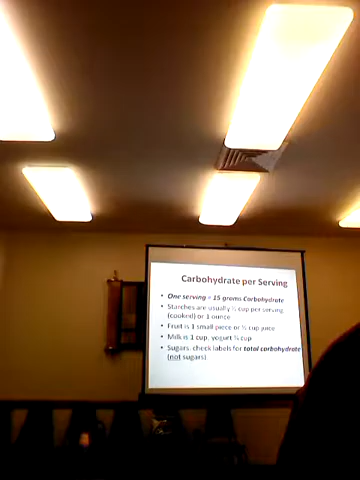 Carbohydrate per Serving
• One serving = 15 grams Carbohydrate
• Starches are usually ½ cup per serving
(cooked) or 1 ounce
• Fruit is 1 small piece or ½ cup juice
• Milk is 1 cup, yogurt ¾ cup
• Sugars- check labels for total carbohydrate
(not sugars)